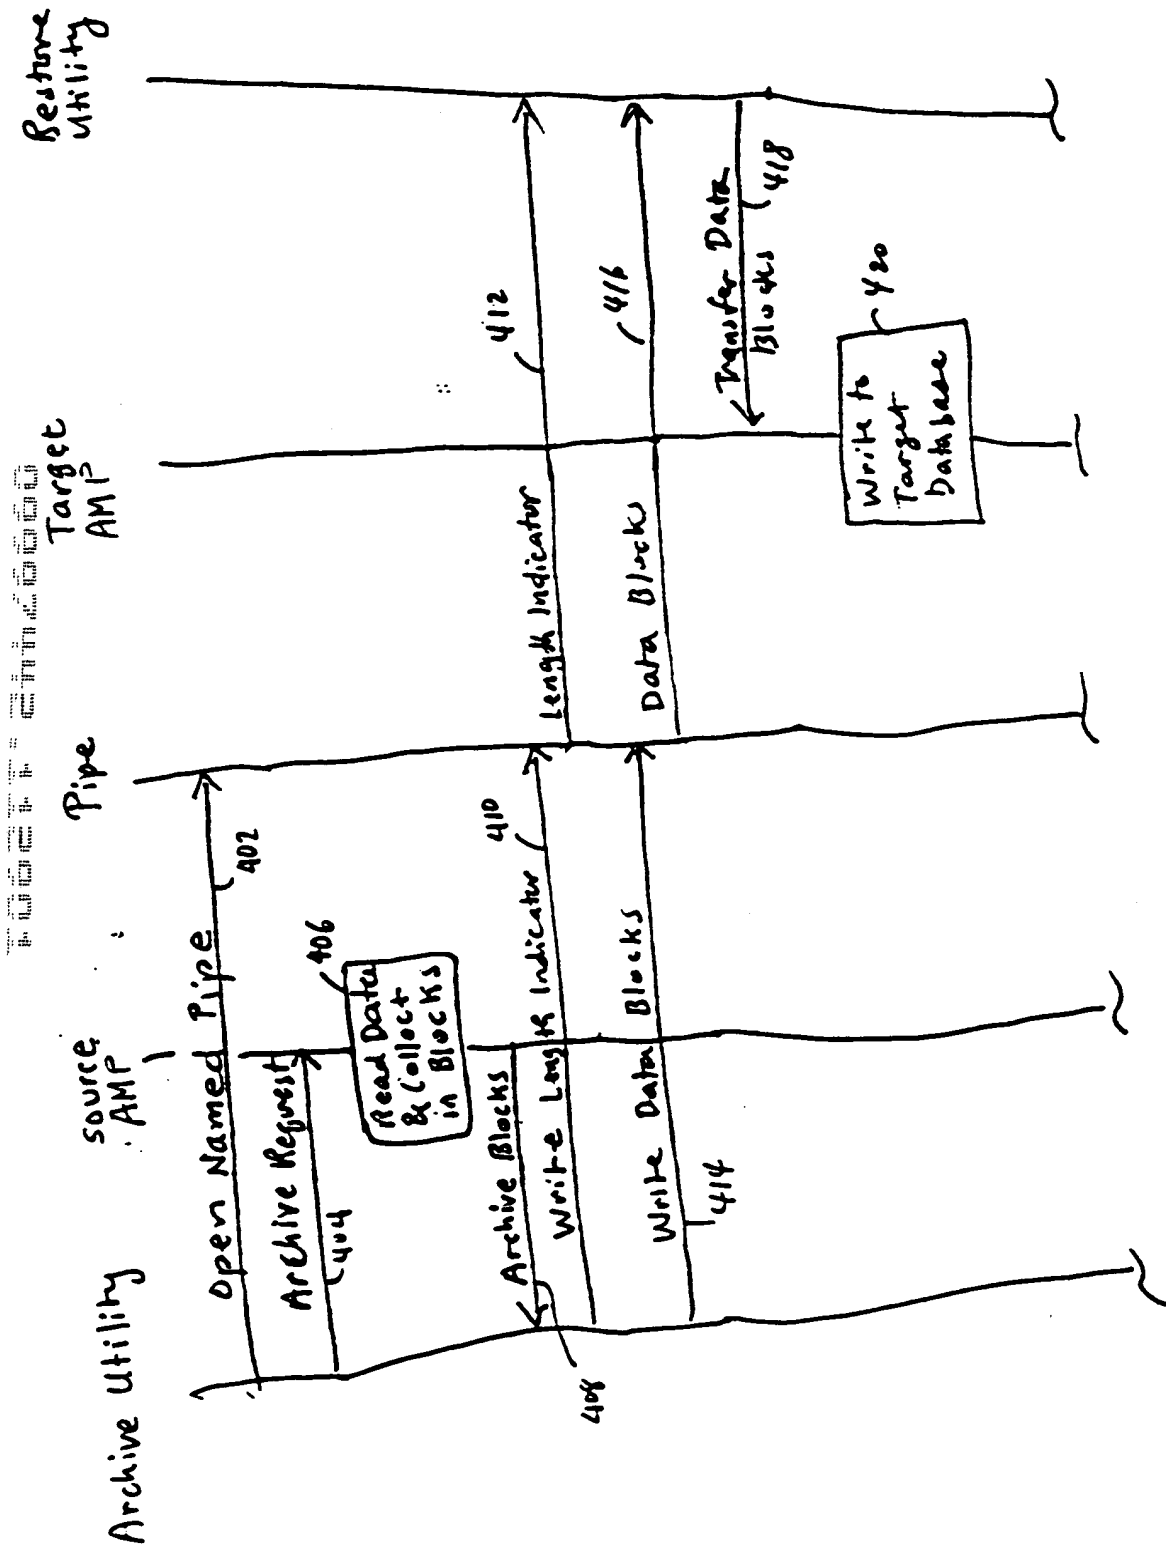 Archive Utility
Source
AMP
Pipe
Target
AMP
Restore
Utility
Open Named Pipe
402
Archive Request
404
406
Read Data
& Collect
in Blocks
Archive Blocks
408
Write Length Indicator
410
Length Indicator
412
Write Data Blocks
414
Data Blocks
416
Transfer Data
Blocks
418
Write to
Target
Database
420